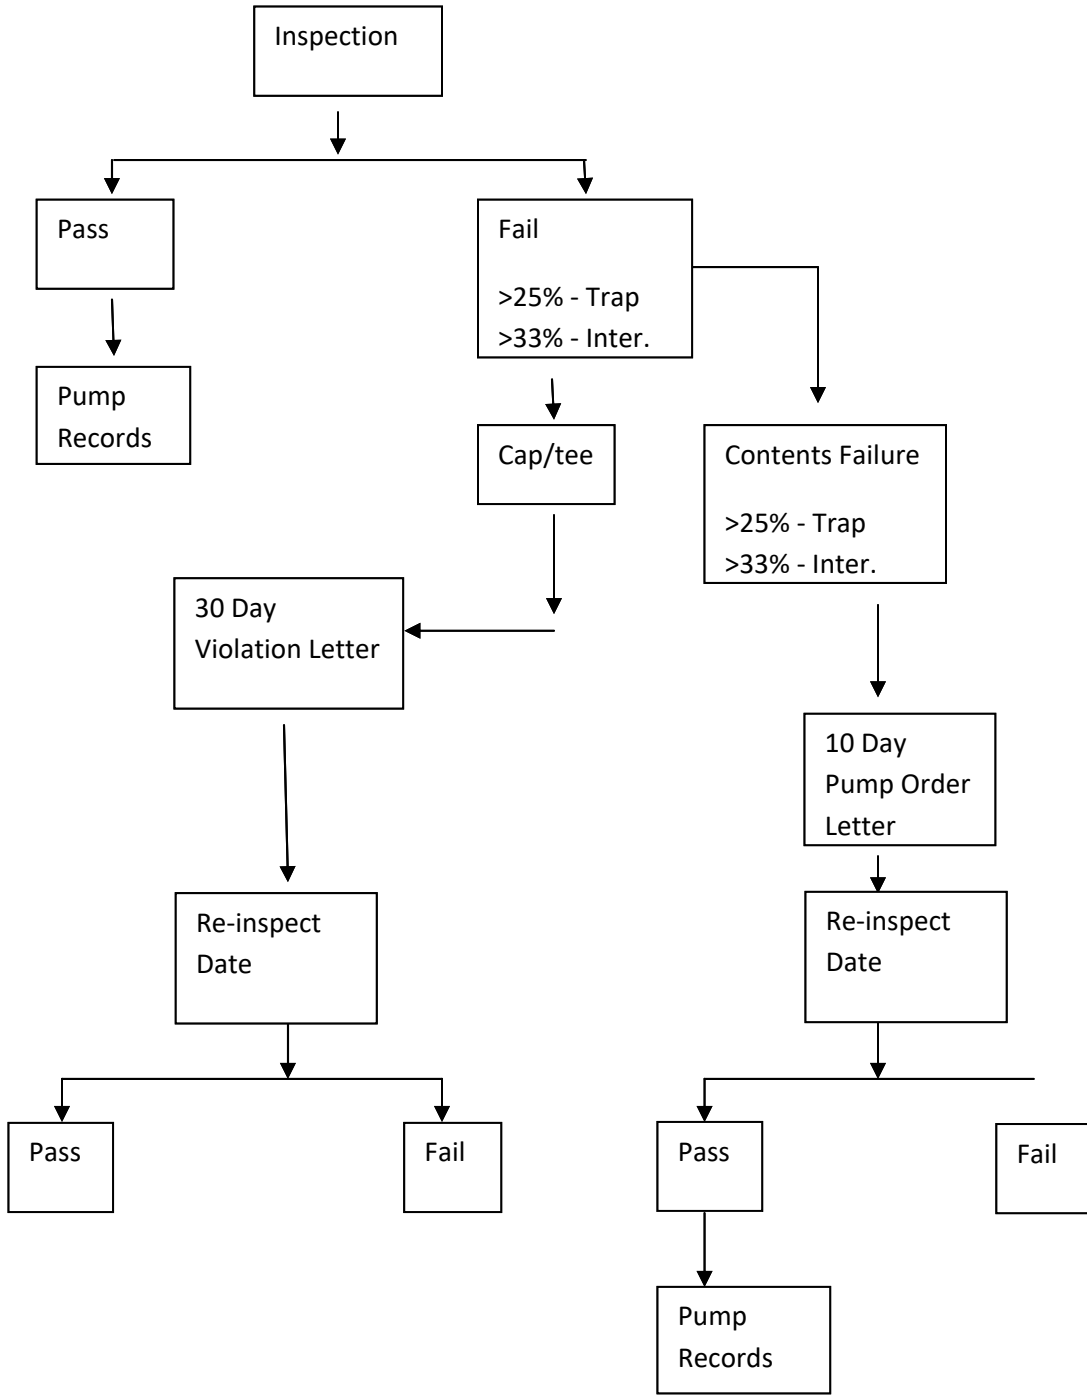 Inspection
Pass
Fail
>25% - Trap
>33% - Inter.
Pump
Records
Cap/tee
Contents Failure
>25% - Trap
>33% - Inter.
30 Day
Violation Letter
10 Day
Pump Order
Letter
Re-inspect
Date
Re-inspect
Date
Pass
Fail
Pass
Fail
Pump
Records